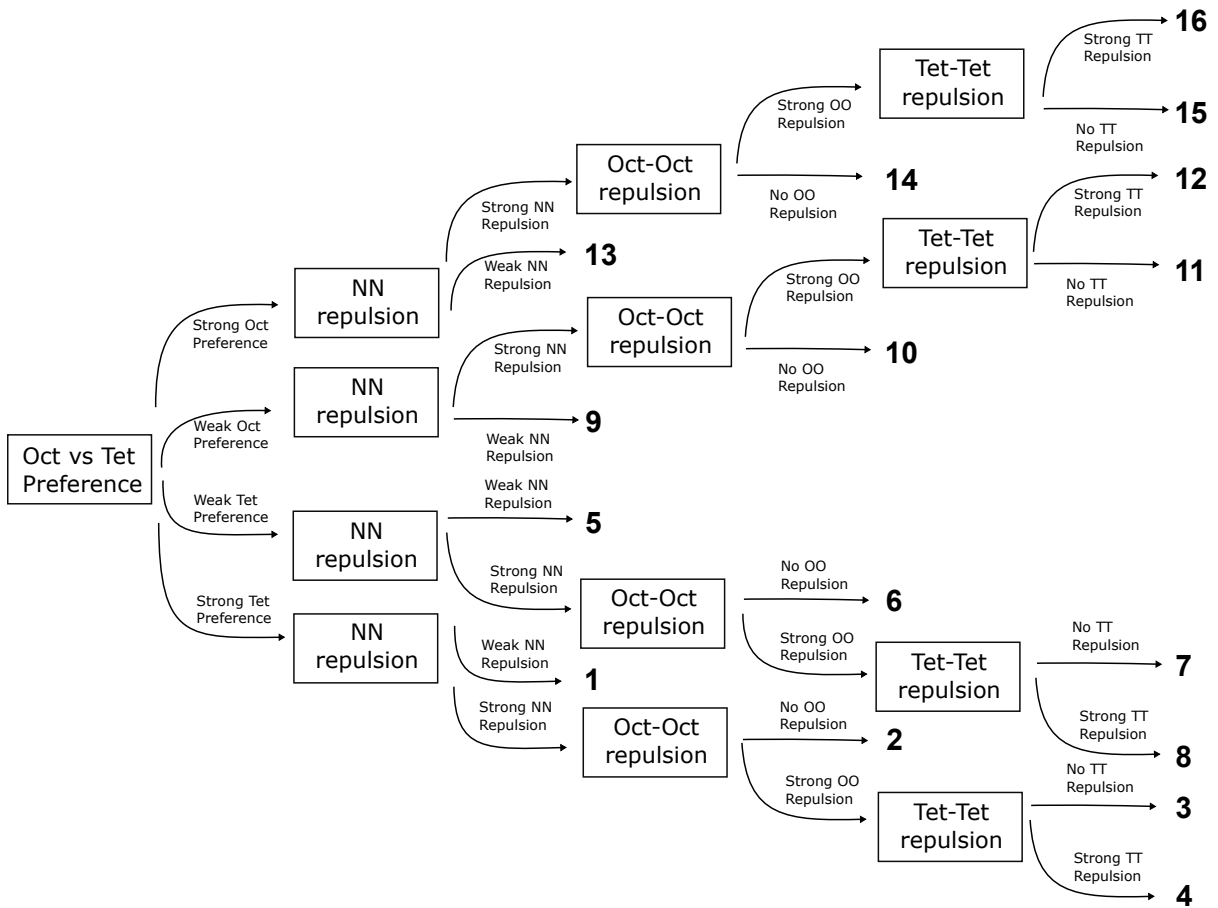 16
Strong TT
Repulsion
Tet-Tet
repulsion
Strong OO
Repulsion
15
No TT
Repulsion
Oct-Oct
repulsion
14
No OO
Repulsion
12
Strong TT
Repulsion
Strong NN
Repulsion
Tet-Tet
repulsion
13
Weak NN
Repulsion
11
No TT
Repulsion
Strong OO
Repulsion
NN
repulsion
Strong Oct
Preference
Oct-Oct
repulsion
Strong NN
Repulsion
10
No OO
Repulsion
NN
repulsion
9
Weak NN
Repulsion
Weak Oct
Preference
Oct vs Tet
Preference
Weak Tet
Preference
Weak NN
Repulsion
5
NN
repulsion
Strong NN
Repulsion
Oct-Oct
repulsion
No OO
Repulsion
6
Strong Tet
Preference
NN
repulsion
Weak NN
Repulsion
1
Strong OO
Repulsion
Tet-Tet
repulsion
No TT
Repulsion
7
Strong NN
Repulsion
Oct-Oct
repulsion
No OO
Repulsion
2
Strong TT
Repulsion
8
Strong OO
Repulsion
Tet-Tet
repulsion
No TT
Repulsion
3
Strong TT
Repulsion
4